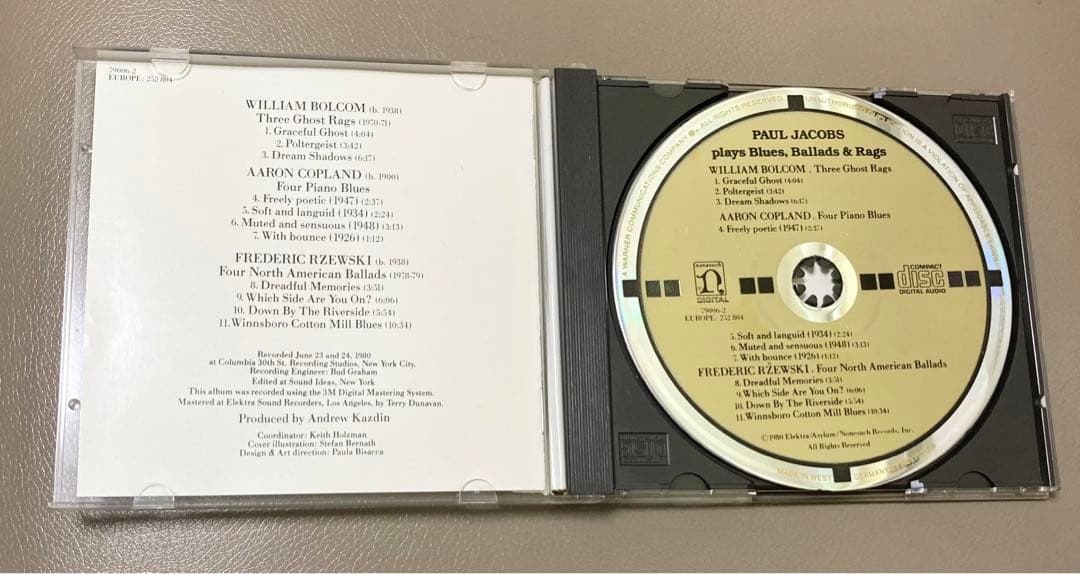 79006-2
EUROPE: 252 804
WILLIAM BOLCOM (b. 1938)
Three Ghost Rags (1970-71)
1. Graceful Ghost (4:04)
2. Poltergeist (3:42)
3. Dream Shadows (6:17)
AARON COPLAND (b. 1900)
Four Piano Blues
4. Freely poetic (1947) (2:37)
5. Soft and languid (1934) (2:24)
6. Muted and sensuous (1948) (3:13)
7. With bounce (1926) (1:12)
FREDERIC RZEWSKI (b. 1938)
Four North American Ballads (1978-79)
8. Dreadful Memories (3:51)
9. Which Side Are You On? (6:06)
10. Down By The Riverside (5:54)
11. Winnsboro Cotton Mill Blues (10:34)
Recorded June 23 and 24, 1980
at Columbia 30th St. Recording Studios, New York City.
Recording Engineer: Bud Graham
Edited at Sound Ideas, New York
This album was recorded using the 3M Digital Mastering System.
Mastered at Elektra Sound Recorders, Los Angeles, by Terry Dunavan.
Produced by Andrew Kazdin
Coordinator: Keith Holzman
Cover illustration: Stefan Bernath
Design & Art direction: Paula Bisacca
PAUL JACOBS
plays Blues, Ballads & Rags
WILLIAM BOLCOM . Three Ghost Rags
1. Graceful Ghost (4:04)
2. Poltergeist (3:42)
3. Dream Shadows (6:17)
AARON COPLAND . Four Piano Blues
4. Freely poetic (1947) (2:37)
nonesuch
n
DIGITAL
COMPACT
disc
DIGITAL AUDIO
79006-2
EUROPE: 252 804
5. Soft and languid (1934) (2:24)
6. Muted and sensuous (1948) (3:13)
7. With bounce (1926) (1:12)
FREDERIC RZEWSKI . Four North American Ballads
8. Dreadful Memories (3:51)
9. Which Side Are You On? (6:06)
10. Down By The Riverside (5:54)
11. Winnsboro Cotton Mill Blues (10:34)
© 1980 Elektra/Asylum/Nonesuch Records, Inc.
All Rights Reserved
A WARNER COMMUNICATIONS COMPANY
ALL RIGHTS RESERVED.
IS A VIOLATION OF APPLICABLE LAWS
MADE IN WEST GERMANY